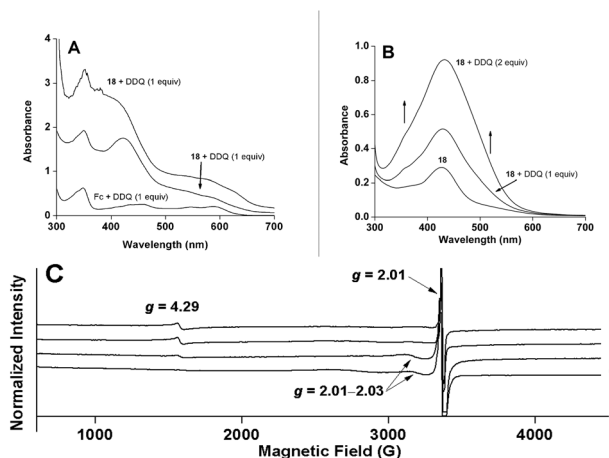 A
4
3
2
1
0
Absorbance
18 + DDQ (1 equiv)
18 + DDQ (1 equiv)
Fc + DDQ (1 equiv)
300 400 500 600 700
Wavelength (nm)
B
1.0
0.8
0.6
0.4
0.2
0.0
Absorbance
18 + DDQ (2 equiv)
18
18 + DDQ (1 equiv)
300 400 500 600 700
Wavelength (nm)
C
Normalized Intensity
g = 2.01
g = 4.29
g = 2.01–2.03
1000 2000 3000 4000
Magnetic Field (G)